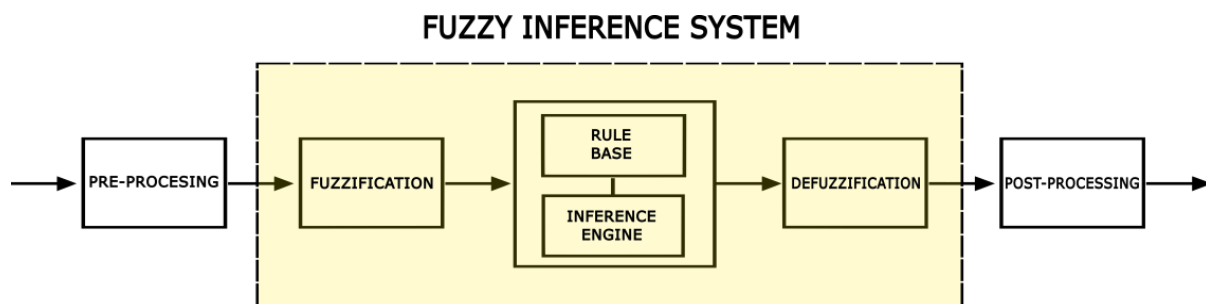 FUZZY INFERENCE SYSTEM
PRE-PROCESING
FUZZIFICATION
RULE
BASE
INFERENCE
ENGINE
DEFUZZIFICATION
POST-PROCESSING